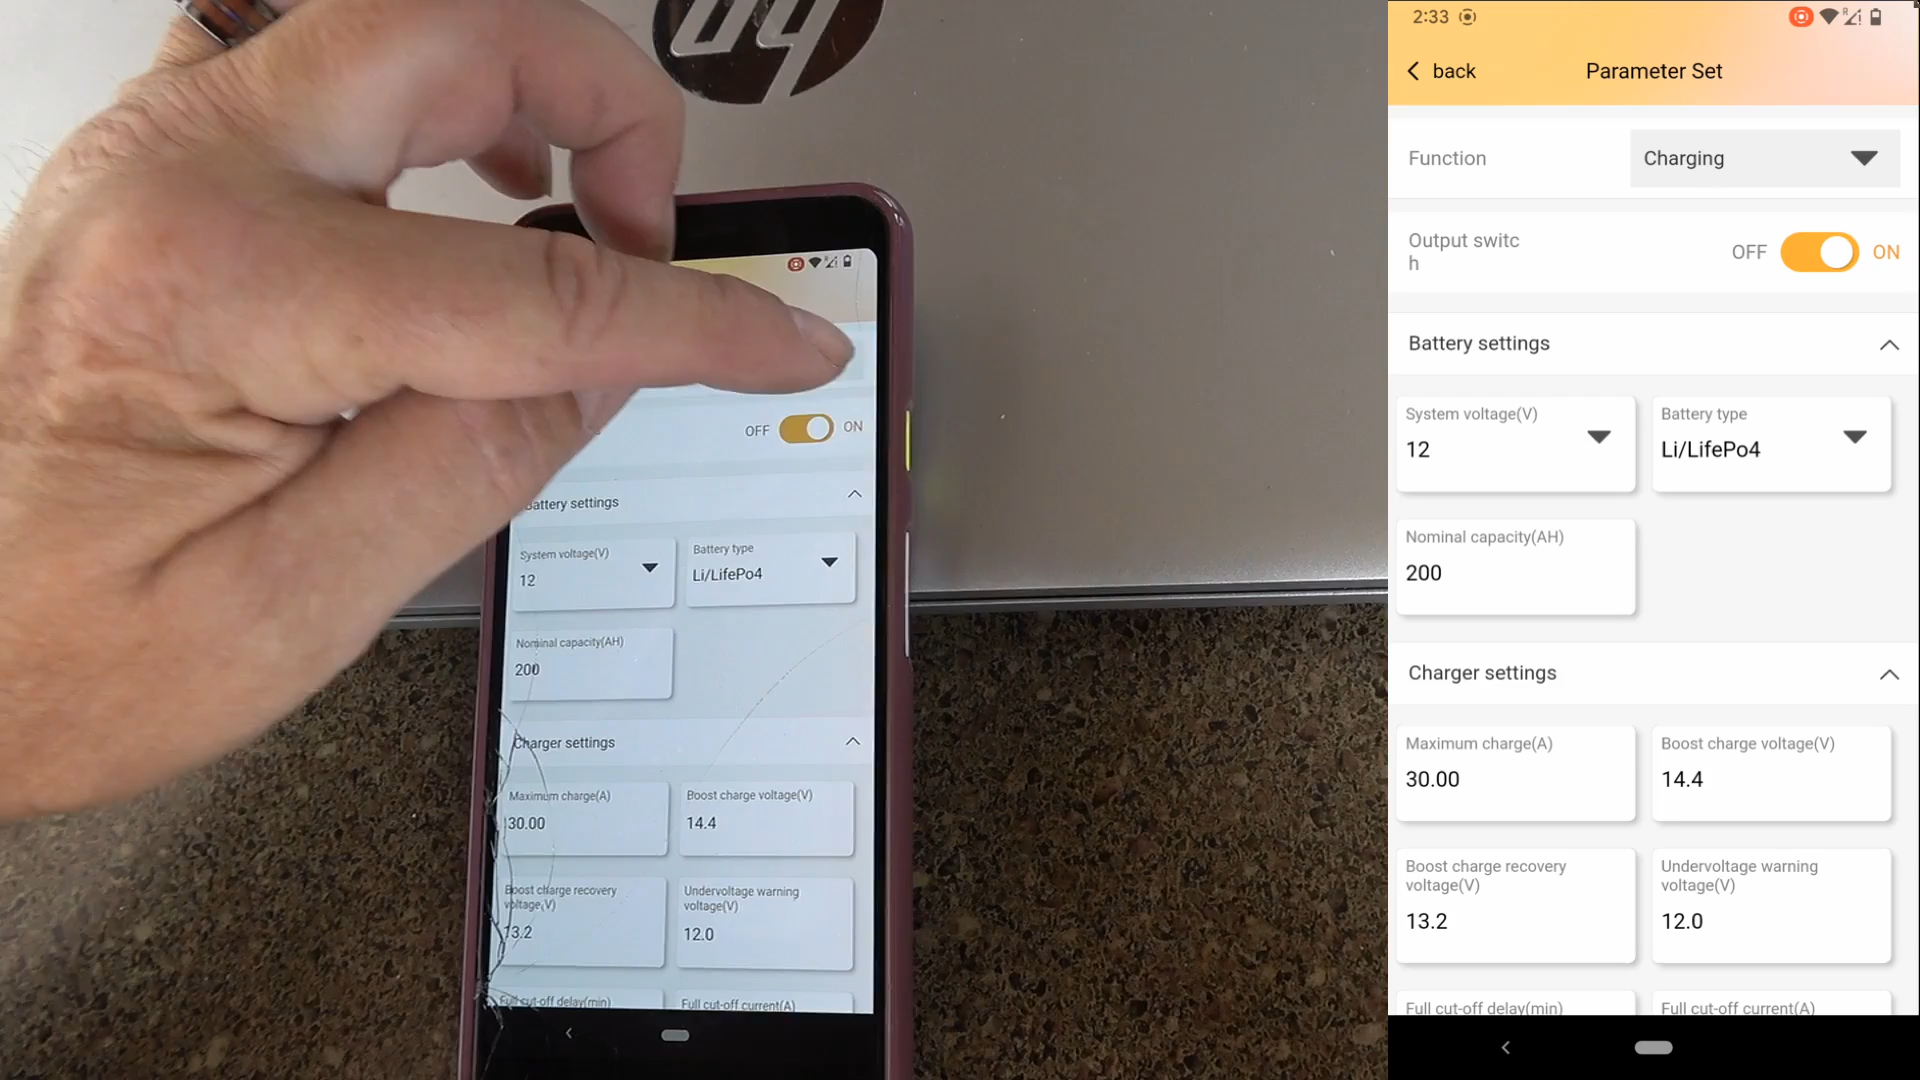 hp
OFF ON
Battery settings
System voltage(V)
12
Battery type
Li/LifePo4
Nominal capacity(AH)
200
Charger settings
Maximum charge(A)
30.00
Boost charge voltage(V)
14.4
Boost charge recovery
voltage(V)
13.2
Undervoltage warning
voltage(V)
12.0
Full cut-off delay(min)
Full cut-off current(A)
2:33
back
Parameter Set
Function
Charging
Output switc
h
OFF ON
Battery settings
System voltage(V)
12
Battery type
Li/LifePo4
Nominal capacity(AH)
200
Charger settings
Maximum charge(A)
30.00
Boost charge voltage(V)
14.4
Boost charge recovery
voltage(V)
13.2
Undervoltage warning
voltage(V)
12.0
Full cut-off delay(min)
Full cut-off current(A)